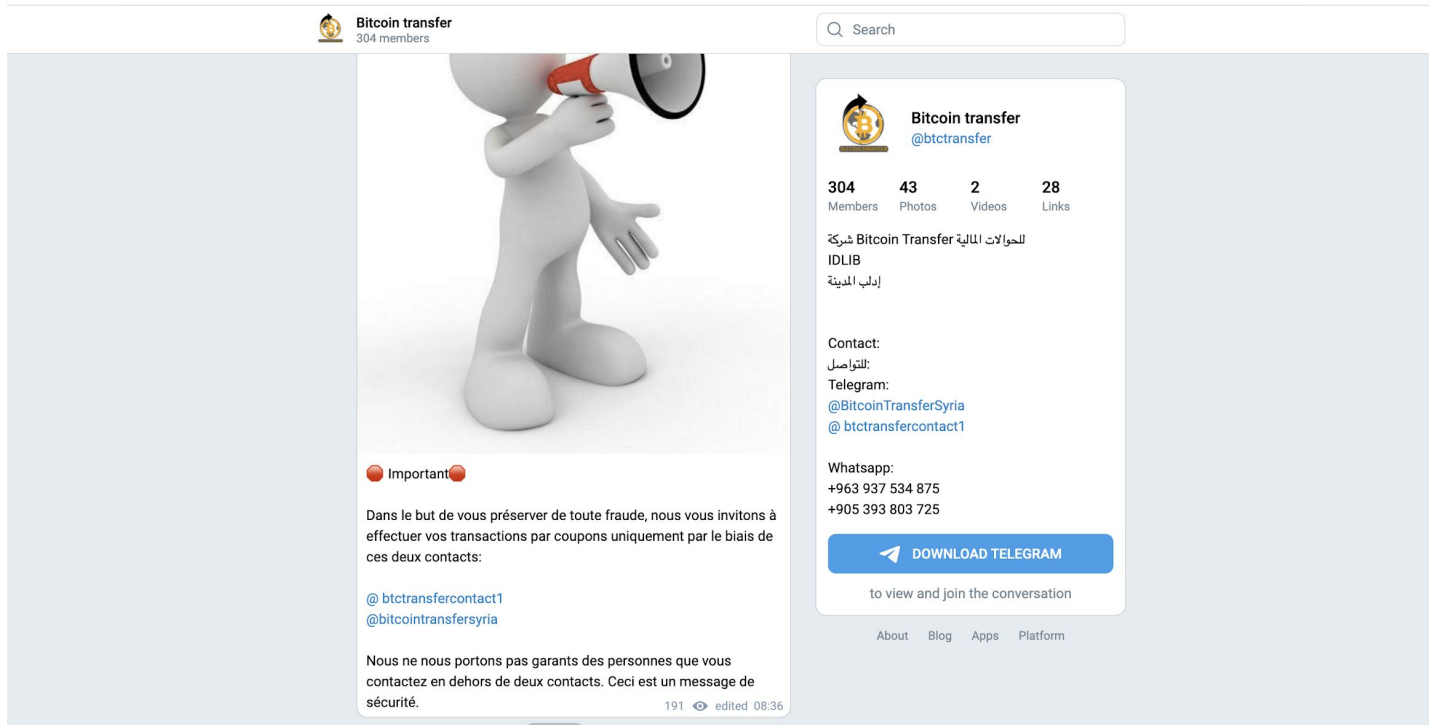 Bitcoin transfer
304 members
Search
🛑 Important🛑
Dans le but de vous préserver de toute fraude, nous vous invitons à
effectuer vos transactions par coupons uniquement par le biais de
ces deux contacts:
@ btctransfercontact1
@bitcointransfersyria
Nous ne nous portons pas garants des personnes que vous
contactez en dehors de deux contacts. Ceci est un message de
sécurité.
191 edited 08:36
Bitcoin transfer
@btctransfer
304 43 2 28
Members Photos Videos Links
شركة Bitcoin Transfer للحوالات المالية
IDLIB
إدلب المدينة
Contact:
للتواصل:
Telegram:
@BitcoinTransferSyria
@ btctransfercontact1
Whatsapp:
+963 937 534 875
+905 393 803 725
DOWNLOAD TELEGRAM
to view and join the conversation
About Blog Apps Platform